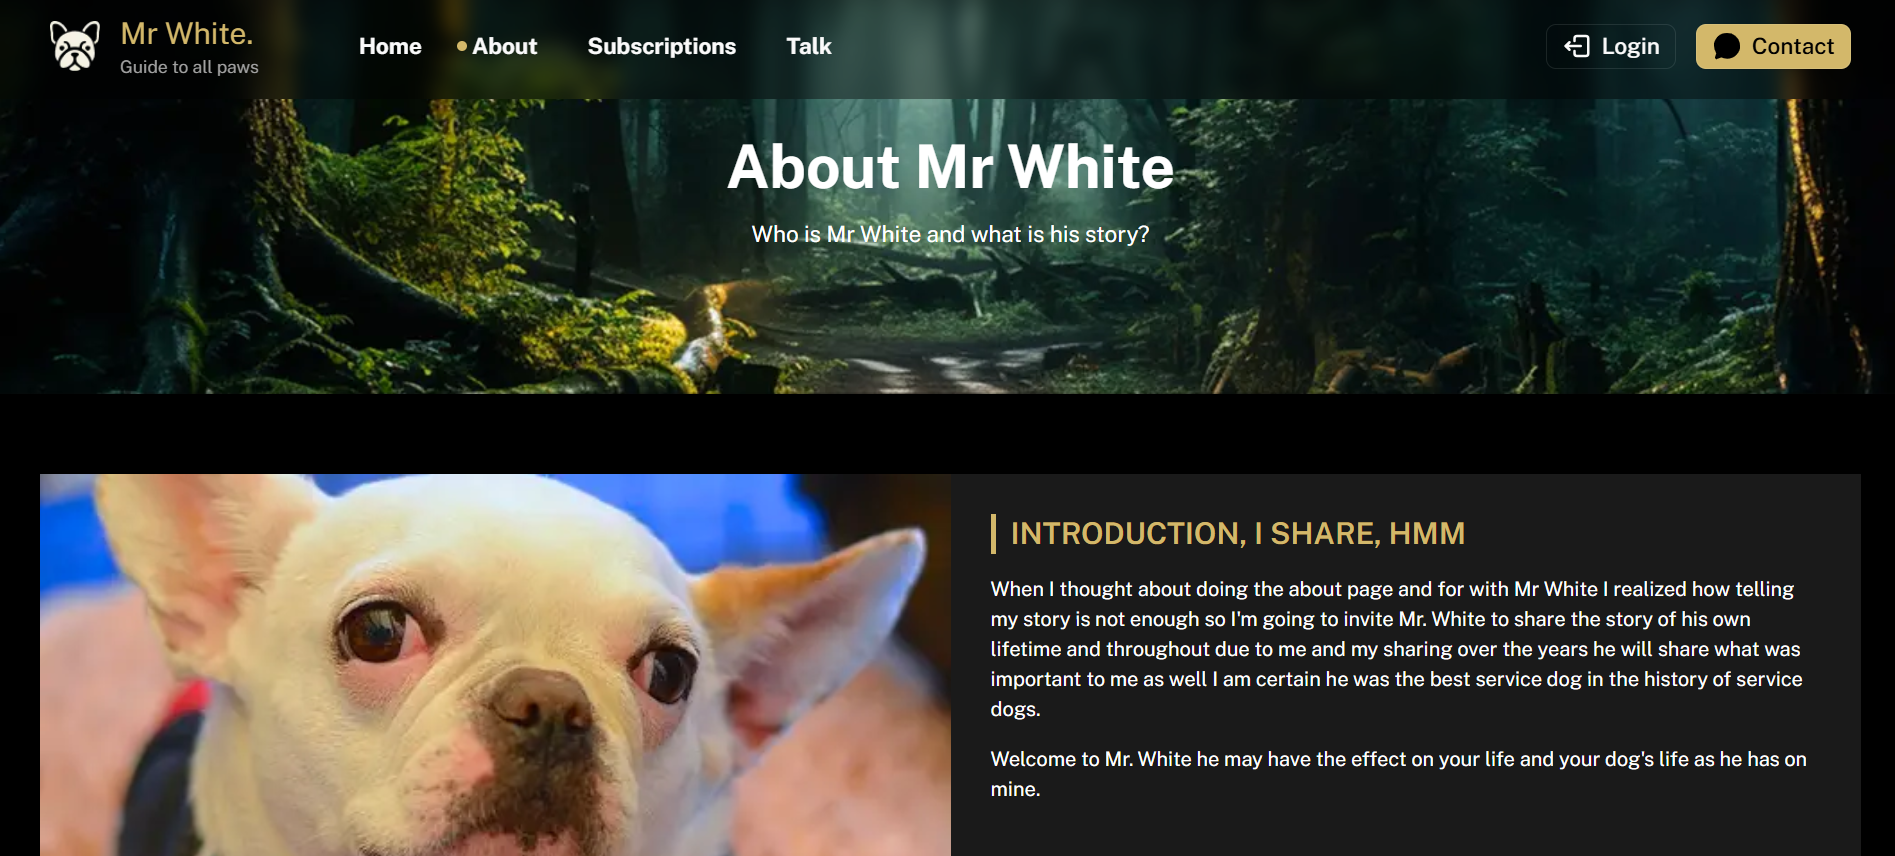 Mr White.
Guide to all paws
Home
About
Subscriptions
Talk
Login
Contact
About Mr White
Who is Mr White and what is his story?
INTRODUCTION, I SHARE, HMM
When I thought about doing the about page and for with Mr White I realized how telling
my story is not enough so I'm going to invite Mr. White to share the story of his own
lifetime and throughout due to me and my sharing over the years he will share what was
important to me as well I am certain he was the best service dog in the history of service
dogs.
Welcome to Mr. White he may have the effect on your life and your dog's life as he has on
mine.